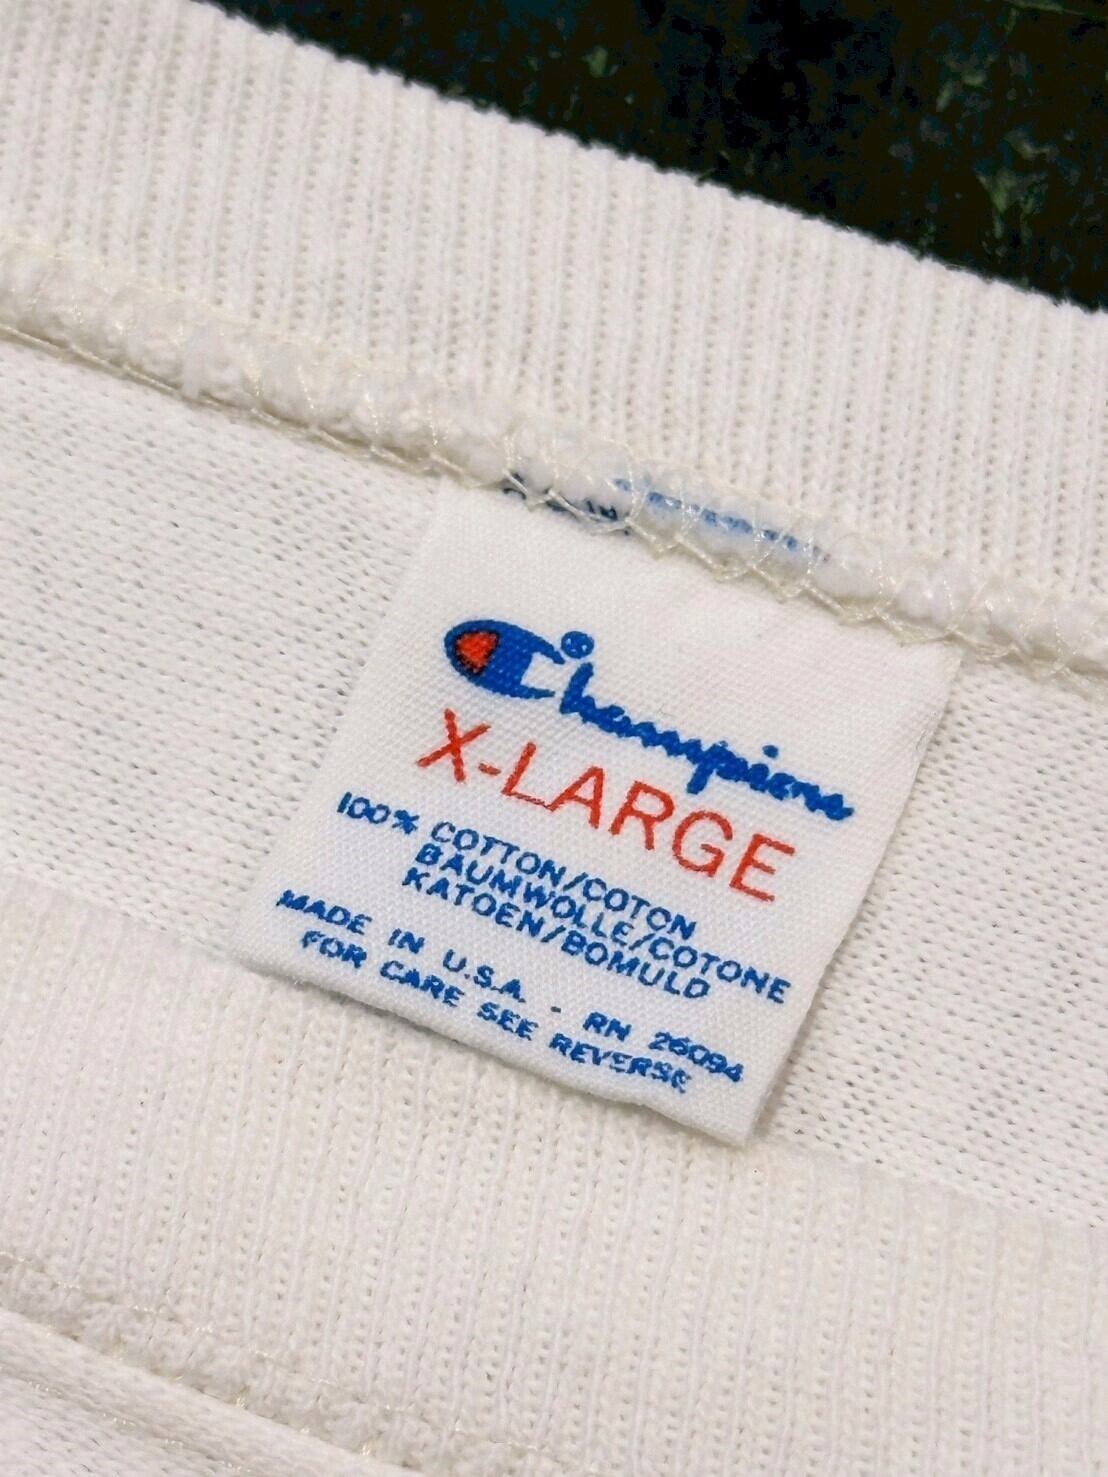 Champion®
X-LARGE
100% COTTON/COTON
BAUMWOLLE/COTONE
KATOEN/BOMULD
MADE IN U.S.A. - RN 26094
FOR CARE SEE REVERSE